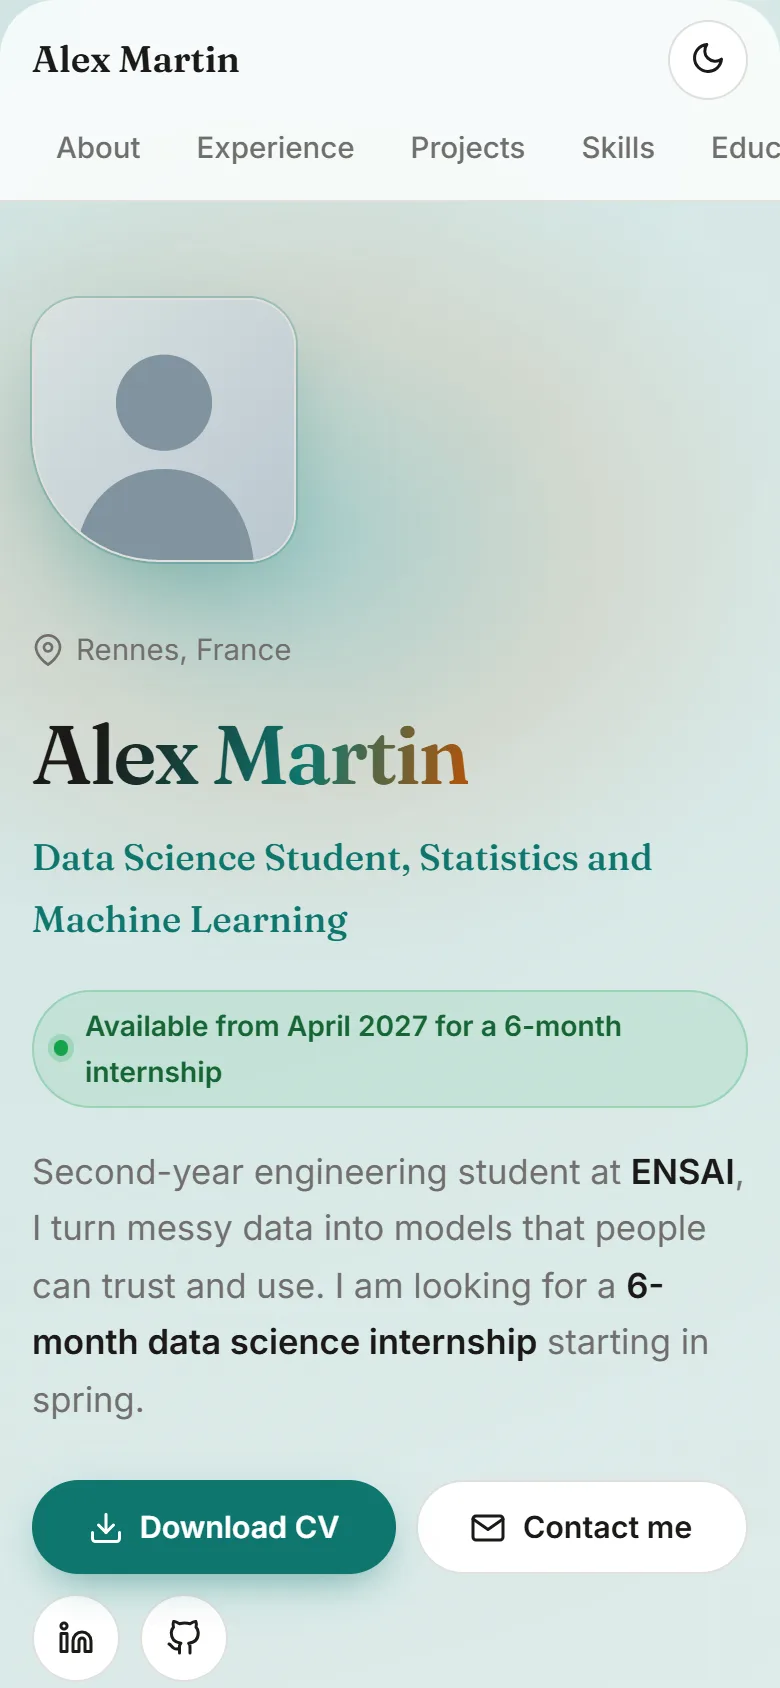 Alex Martin
About Experience Projects Skills Educ
Rennes, France
Alex Martin
Data Science Student, Statistics and
Machine Learning
Available from April 2027 for a 6-month
internship
Second-year engineering student at ENSAI,
I turn messy data into models that people
can trust and use. I am looking for a 6-
month data science internship starting in
spring.
Download CV Contact me
in